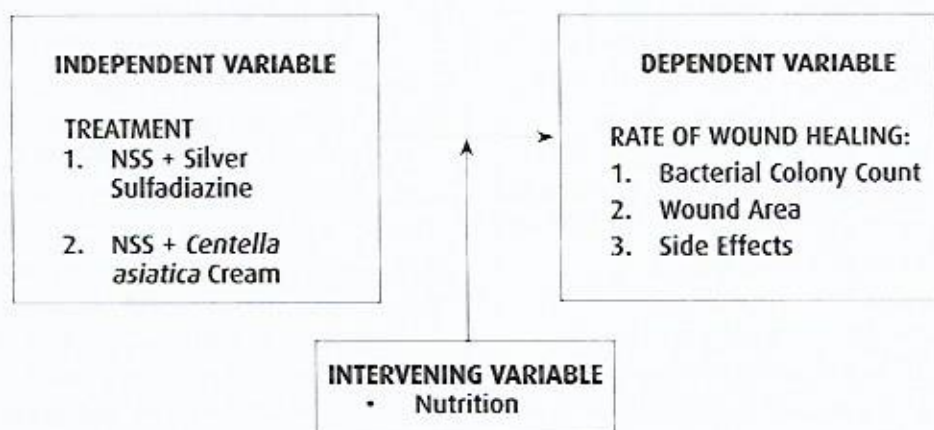 INDEPENDENT VARIABLE
TREATMENT
1. NSS + Silver
Sulfadiazine
2. NSS + Centella
asiatica Cream
DEPENDENT VARIABLE
RATE OF WOUND HEALING:
1. Bacterial Colony Count
2. Wound Area
3. Side Effects
INTERVENING VARIABLE
• Nutrition